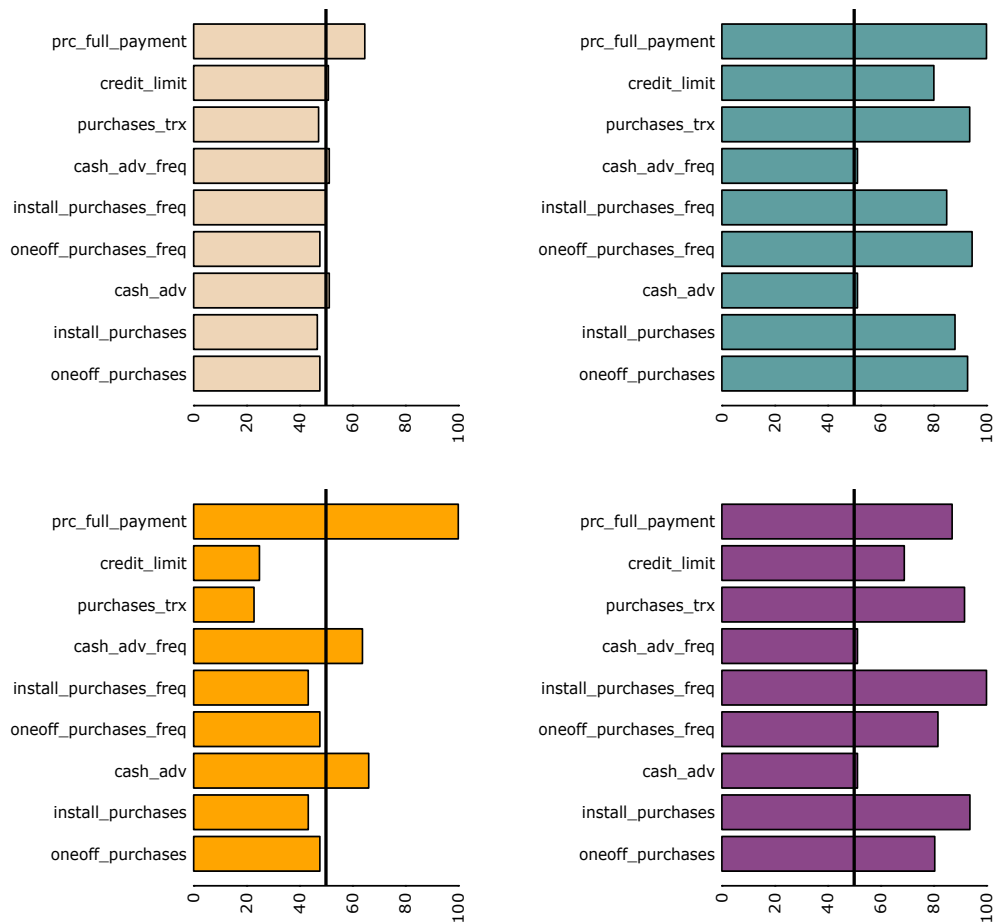 prc_full_payment
credit_limit
purchases_trx
cash_adv_freq
install_purchases_freq
oneoff_purchases_freq
cash_adv
install_purchases
oneoff_purchases
0 20 40 60 80 100
prc_full_payment
credit_limit
purchases_trx
cash_adv_freq
install_purchases_freq
oneoff_purchases_freq
cash_adv
install_purchases
oneoff_purchases
0 20 40 60 80 100
prc_full_payment
credit_limit
purchases_trx
cash_adv_freq
install_purchases_freq
oneoff_purchases_freq
cash_adv
install_purchases
oneoff_purchases
0 20 40 60 80 100
prc_full_payment
credit_limit
purchases_trx
cash_adv_freq
install_purchases_freq
oneoff_purchases_freq
cash_adv
install_purchases
oneoff_purchases
0 20 40 60 80 100